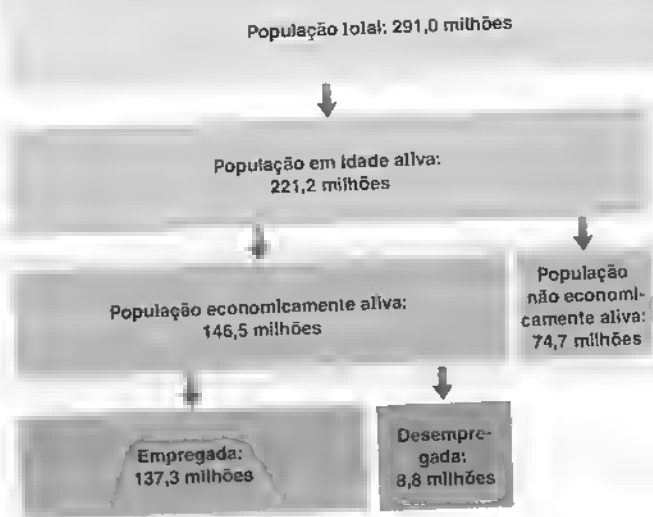 População total: 291,0 milhões
População em idade ativa:
221,2 milhões
População economicamente ativa:
146,5 milhões
População
não economi-
camente ativa:
74,7 milhões
Empregada:
137,3 milhões
Desempre-
gada:
8,8 milhões